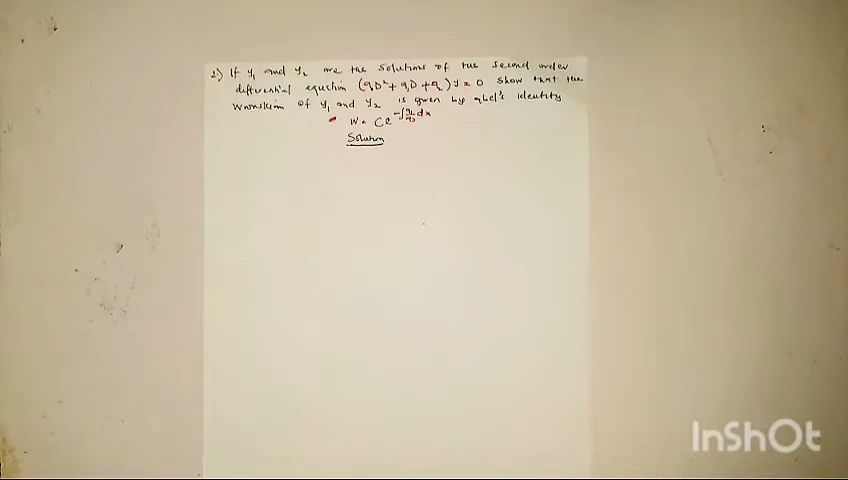 2) If y₁ and y₂ are the solutions of the second order
differential equation (a₀D² + a₁D + a₂) y = 0 show that the
Wronskian of y₁ and y₂ is given by abel's identity
W = Ce^{-∫a₁/a₀ dx}
Solution
InShOt